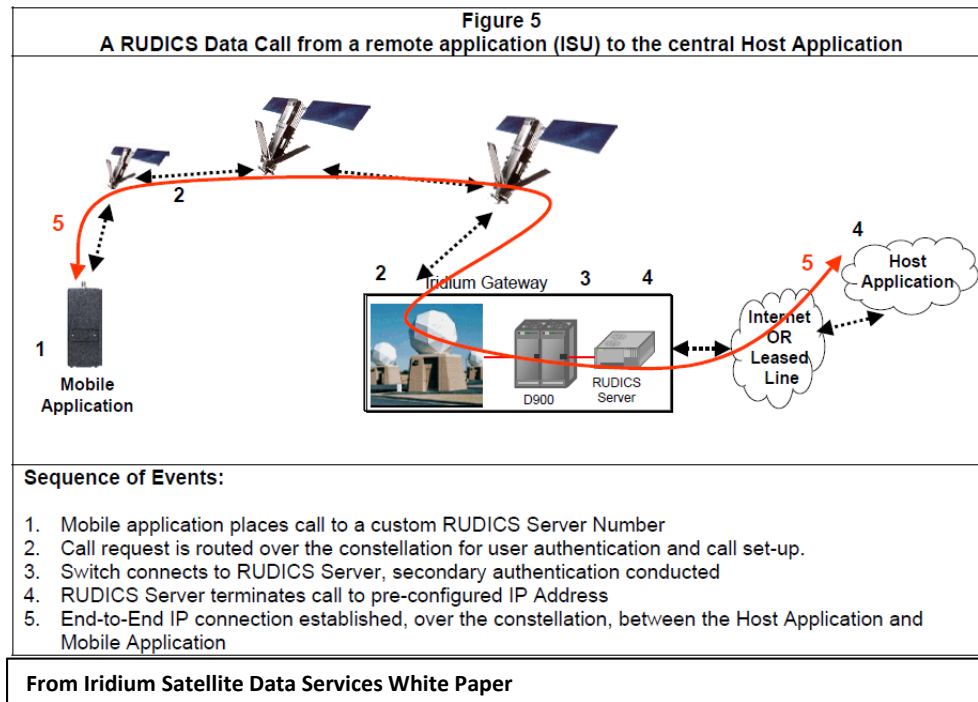 Figure 5
A RUDICS Data Call from a remote application (ISU) to the central Host Application
2
5
4
5
Host
Application
2
Iridium Gateway
3
4
Internet
OR
Leased
Line
1
D900
RUDICS
Server
Mobile
Application
Sequence of Events:
1. Mobile application places call to a custom RUDICS Server Number
2. Call request is routed over the constellation for user authentication and call set-up.
3. Switch connects to RUDICS Server, secondary authentication conducted
4. RUDICS Server terminates call to pre-configured IP Address
5. End-to-End IP connection established, over the constellation, between the Host Application and
Mobile Application
From Iridium Satellite Data Services White Paper